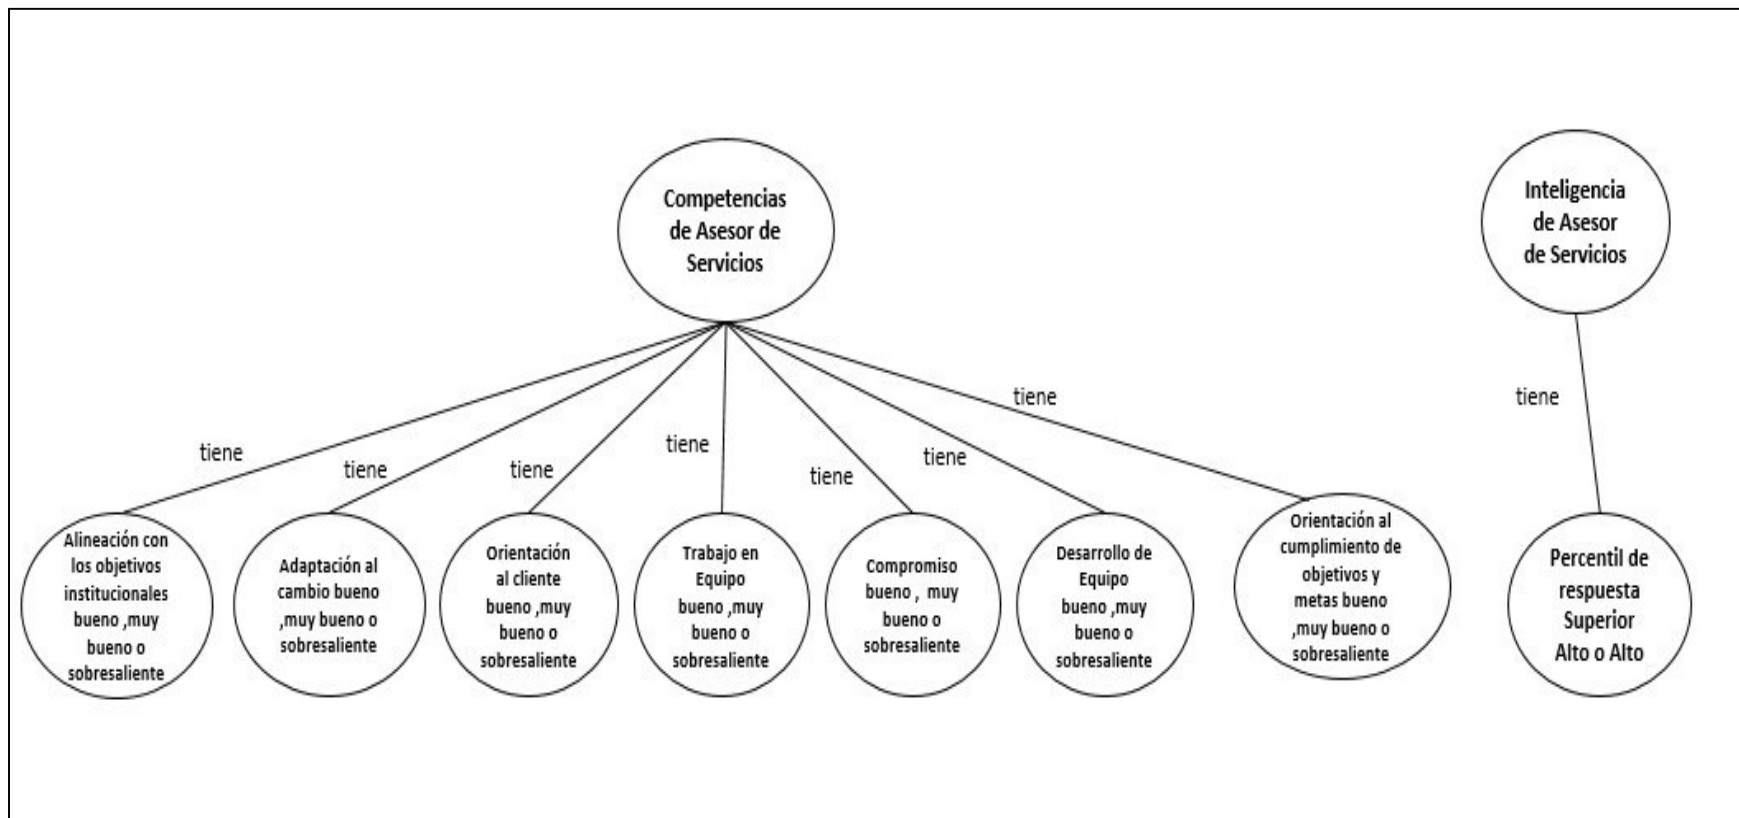 Competencias
de Asesor de
Servicios
Inteligencia
de Asesor
de Servicios
tiene
tiene
tiene
tiene
tiene
tiene
tiene
tiene
Alineación con
los objetivos
institucionales
bueno ,muy
bueno o
sobresaliente
Adaptación al
cambio bueno
,muy bueno o
sobresaliente
Orientación
al cliente
bueno ,muy
bueno o
sobresaliente
Trabajo en
Equipo
bueno ,muy
bueno o
sobresaliente
Compromiso
bueno , muy
bueno o
sobresaliente
Desarrollo de
Equipo
bueno ,muy
bueno o
sobresaliente
Orientación al
cumplimiento de
objetivos y
metas bueno
,muy bueno o
sobresaliente
Percentil de
respuesta
Superior
Alto o Alto